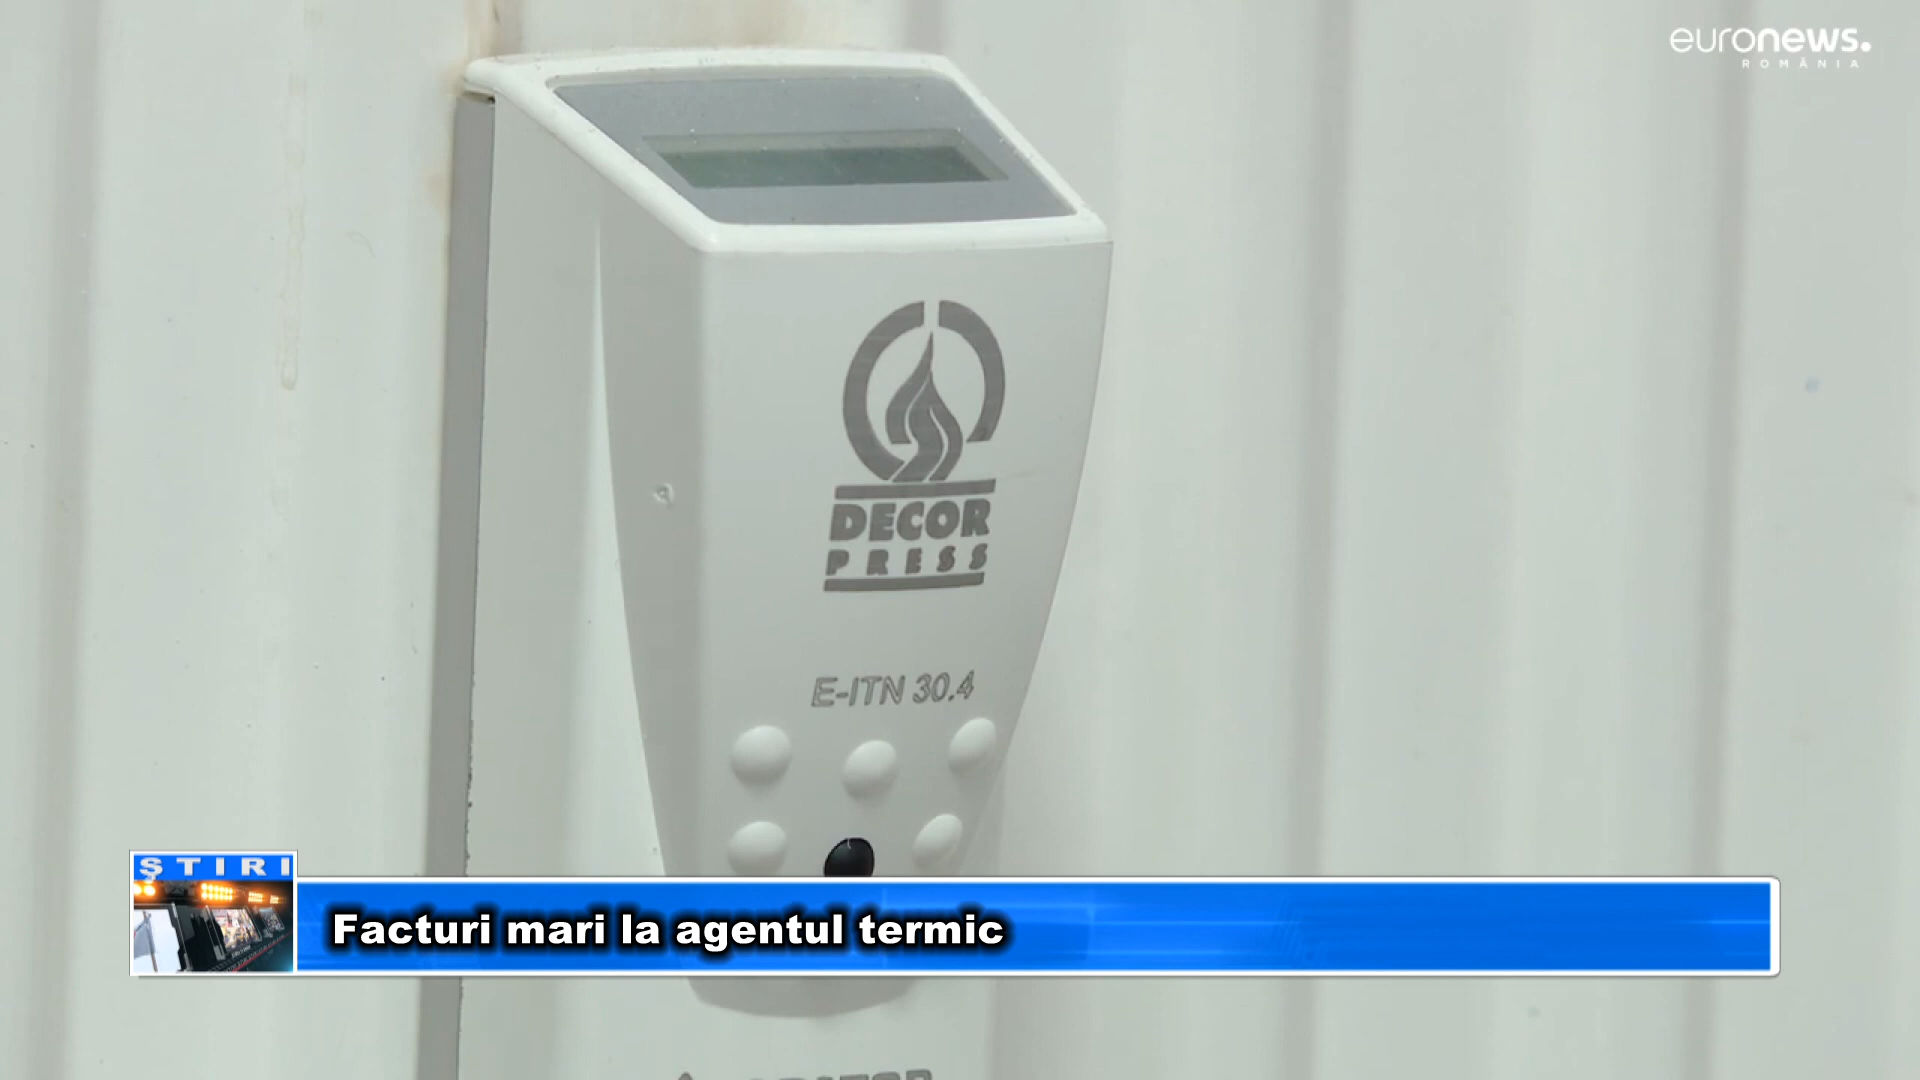 euronews.
ROMÂNIA
DECOR
PRESS
E-ITN 30.4
ŞTIRI
Facturi mari la agentul termic